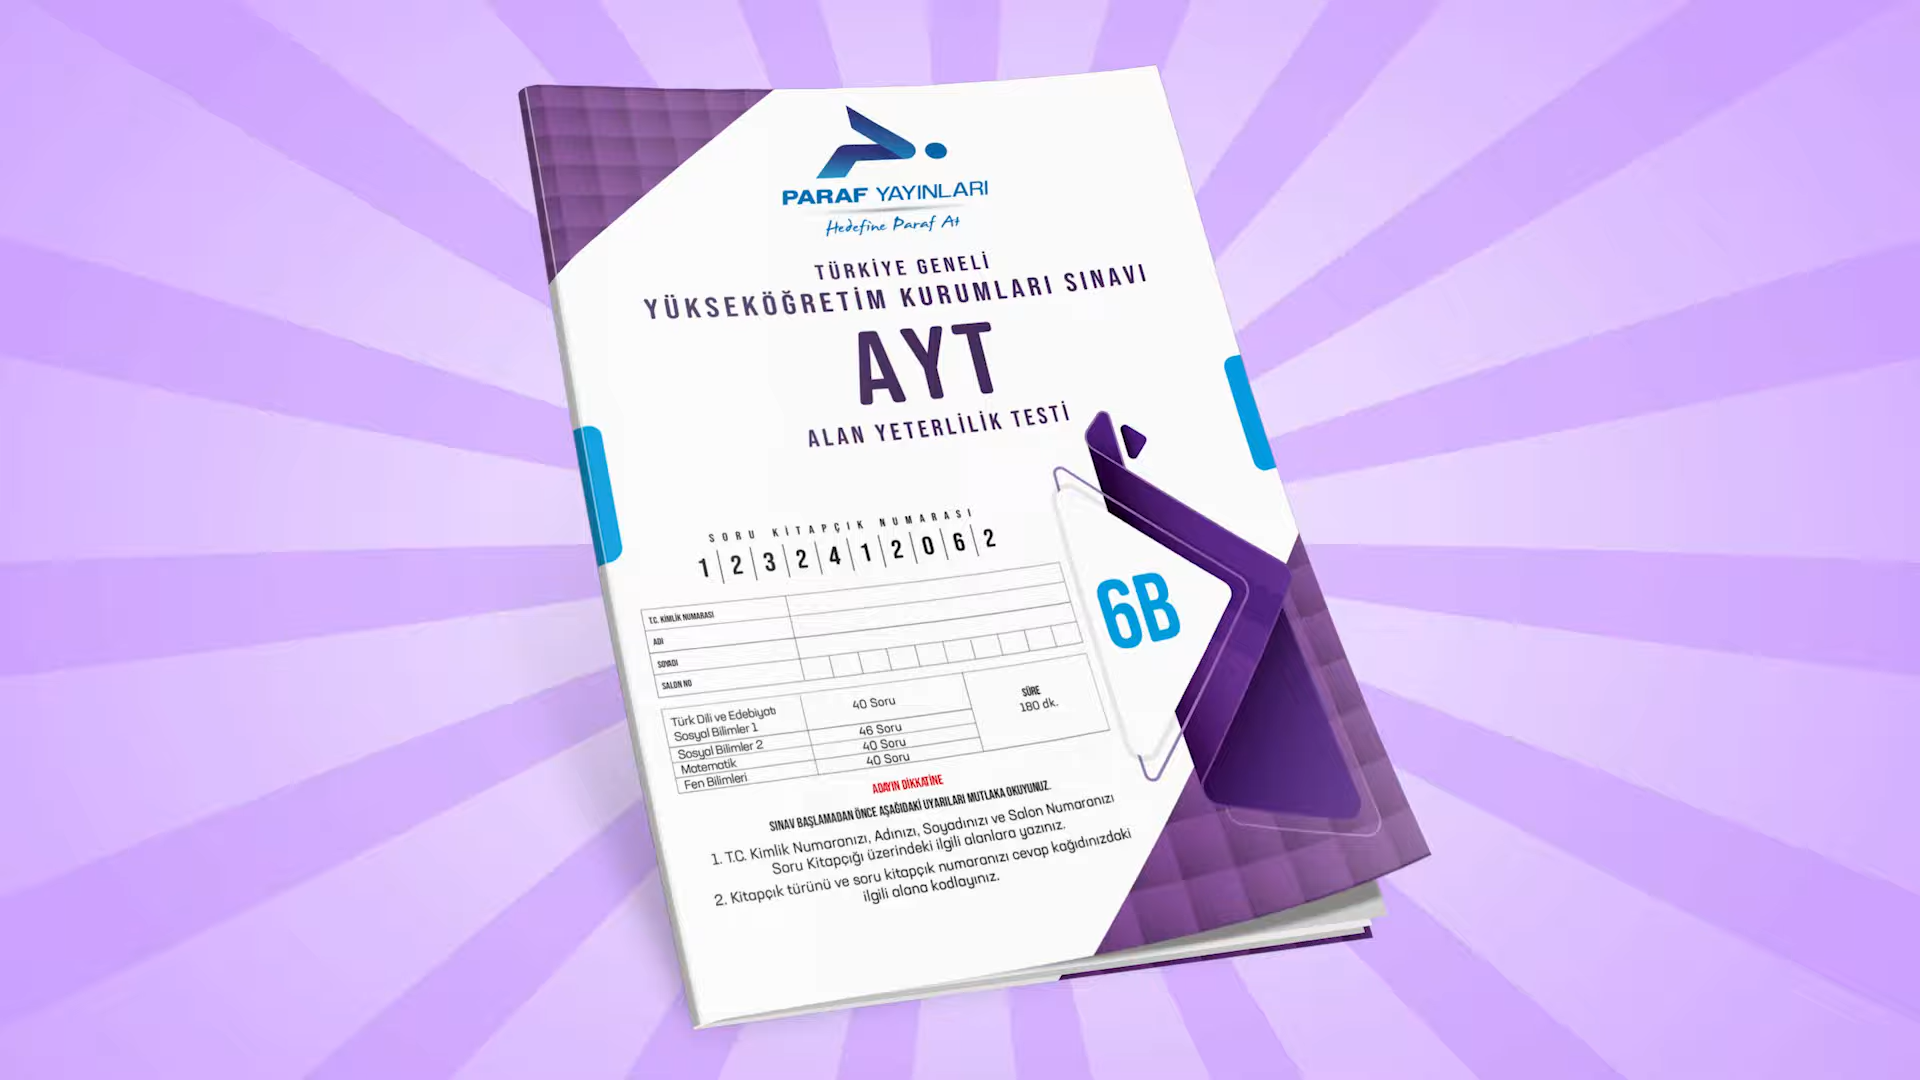 PARAF YAYINLARI
Hedefine Paraf At
TÜRKİYE GENELİ
YÜKSEKÖĞRETİM KURUMLARI SINAVI
AYT
ALAN YETERLİLİK TESTİ
SORU KİTAPÇIK NUMARASI
1 2 3 2 4 1 2 0 6 2
6B
T.C. KİMLİK NUMARASI
ADI
SOYADI
SALON NO
Türk Dili ve Edebiyatı
Sosyal Bilimler 1
40 Soru
Sosyal Bilimler 2
46 Soru
Matematik
40 Soru
Fen Bilimleri
40 Soru
SÜRE
180 dk.
ADAYIN DİKKATİNE
SINAV BAŞLAMADAN ÖNCE AŞAĞIDAKİ UYARILARI MUTLAKA OKUYUNUZ.
1. T.C. Kimlik Numaranızı, Adınızı, Soyadınızı ve Salon Numaranızı
Soru Kitapçığı üzerindeki ilgili alanlara yazınız.
2. Kitapçık türünü ve soru kitapçık numaranızı cevap kağıdınızdaki
ilgili alana kodlayınız.